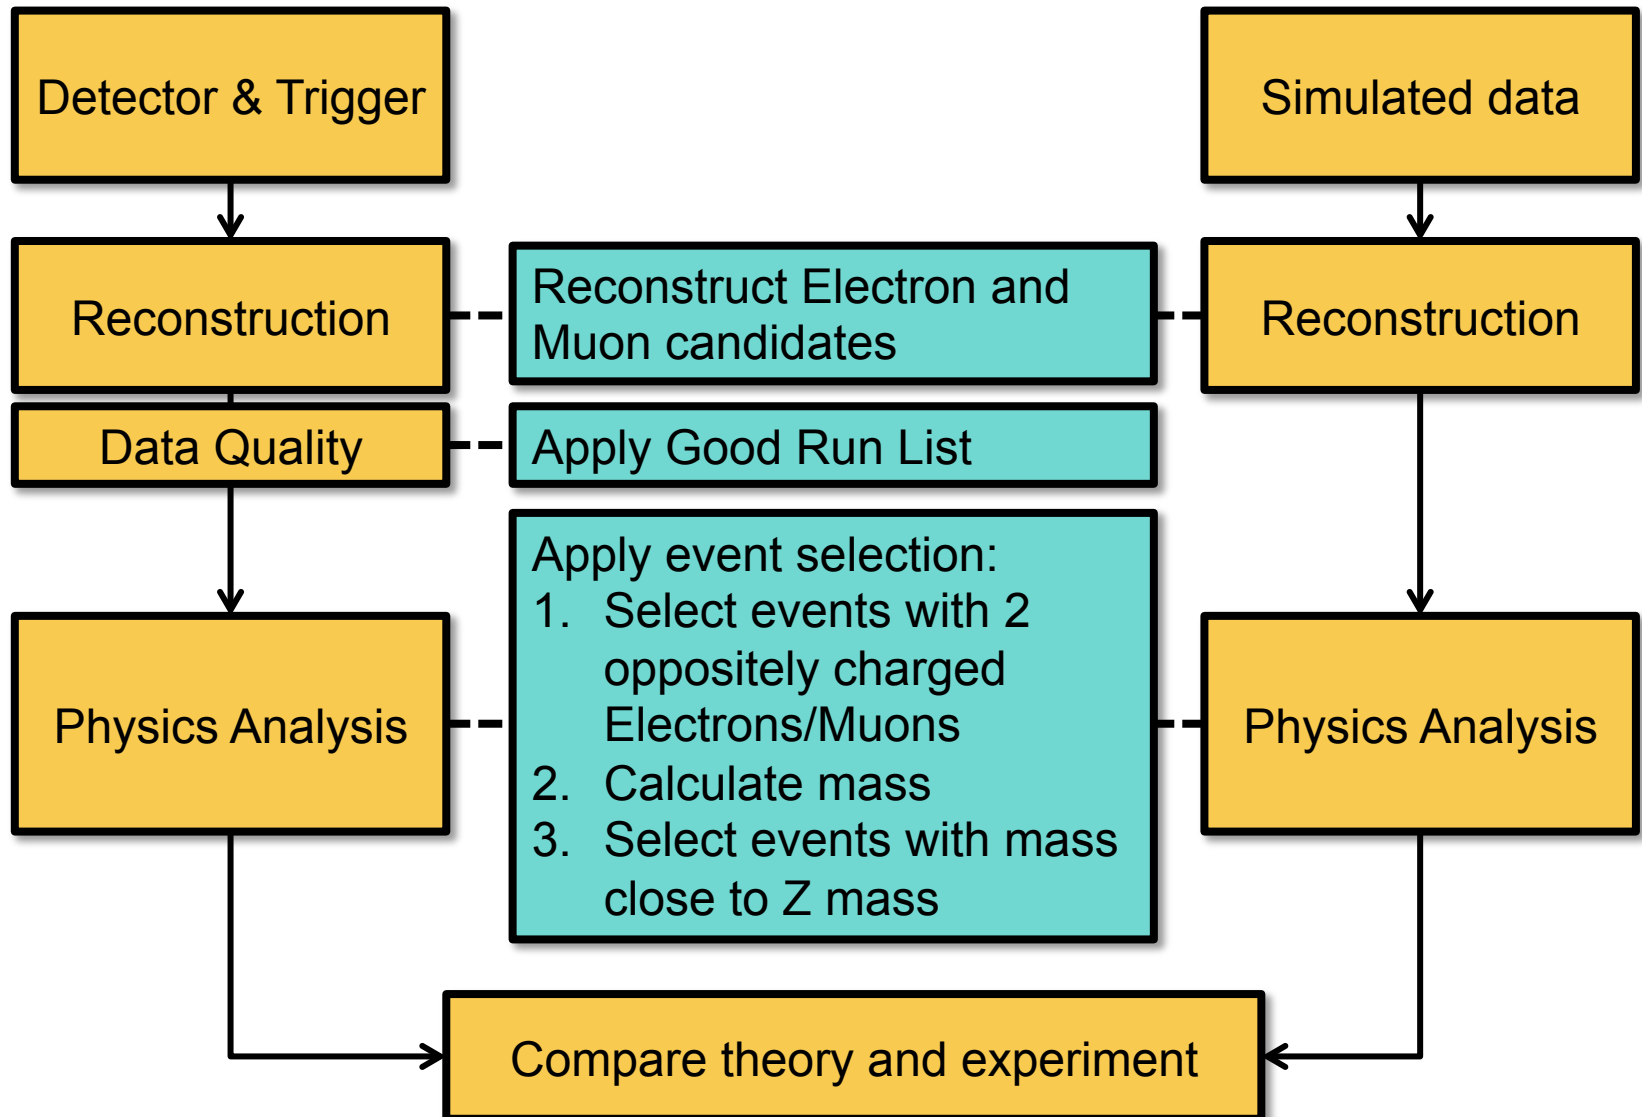 Detector & Trigger
Simulated data
Reconstruction
Reconstruct Electron and
Muon candidates
Reconstruction
Data Quality
Apply Good Run List
Physics Analysis
Apply event selection:
1. Select events with 2
oppositely charged
Electrons/Muons
2. Calculate mass
3. Select events with mass
close to Z mass
Physics Analysis
Compare theory and experiment